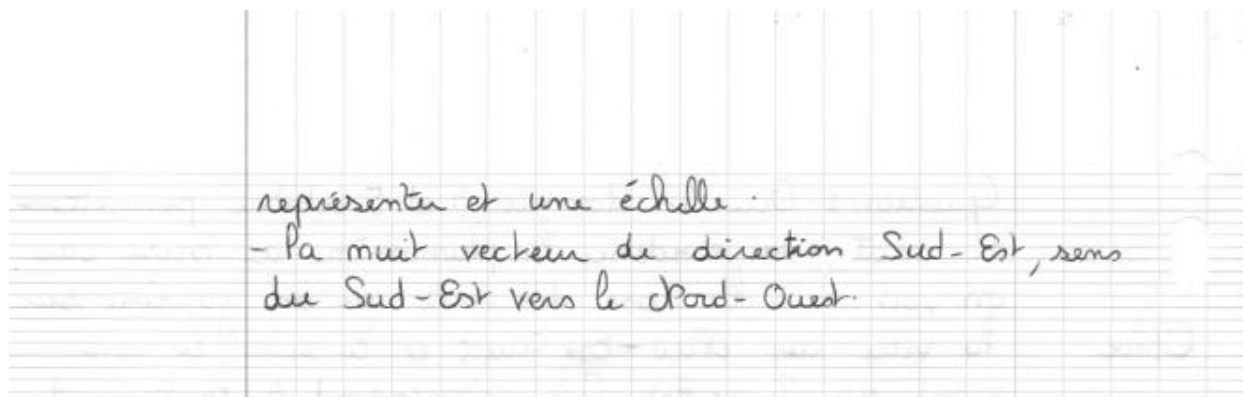 représenter et une échelle.
- la nuit vecteur de direction Sud-Est, sens
du Sud-Est vers le Nord-Ouest.